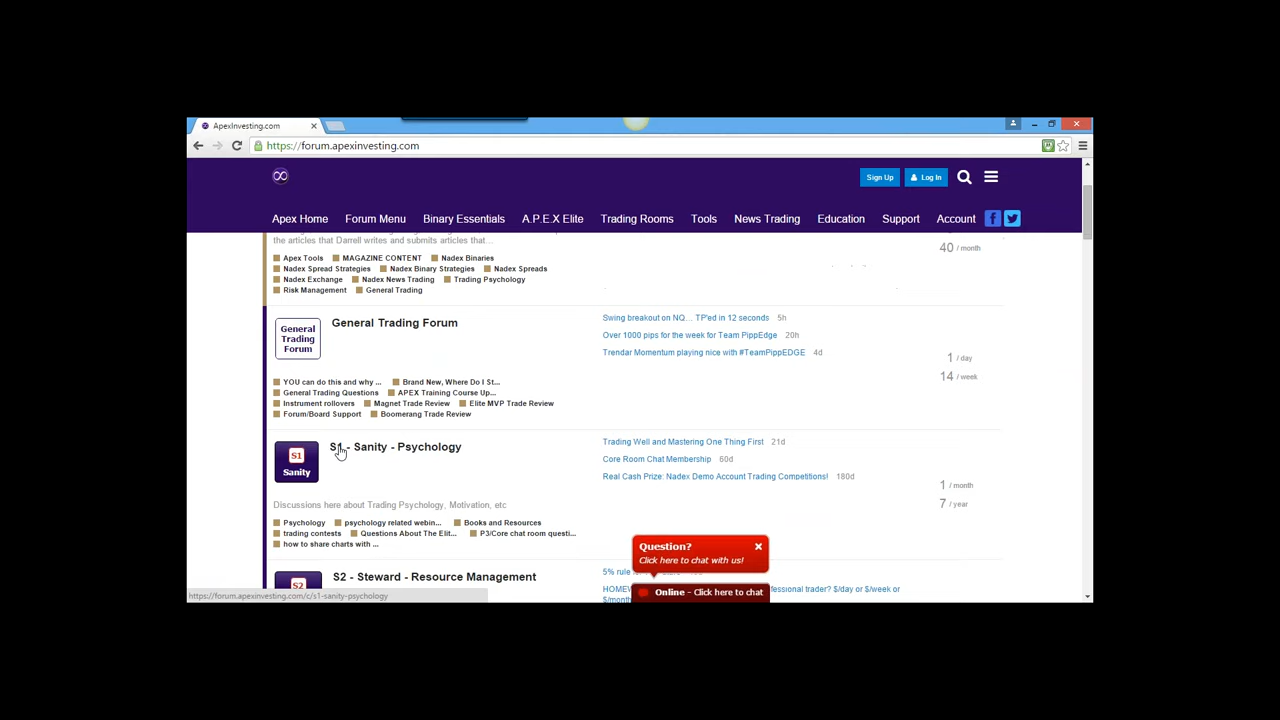 ApexInvesting.com
https://forum.apexinvesting.com
Sign Up
Log In
Apex Home Forum Menu Binary Essentials A.P.E.X Elite Trading Rooms Tools News Trading Education Support Account
the articles that Darrell writes and submits articles that...
40 / month
Apex Tools MAGAZINE CONTENT Nadex Binaries
Nadex Spread Strategies Nadex Binary Strategies Nadex Spreads
Nadex Exchange Nadex News Trading Trading Psychology
Risk Management General Trading
General Trading Forum
General Trading Forum
Swing breakout on NQ... TP'ed in 12 seconds 5h
Over 1000 pips for the week for Team PippEdge 20h
Trendar Momentum playing nice with #TeamPippEDGE 4d
1 / day
14 / week
YOU can do this and why ... Brand New, Where Do I St...
General Trading Questions APEX Training Course Up...
Instrument rollovers Magnet Trade Review Elite MVP Trade Review
Forum/Board Support Boomerang Trade Review
S1
Sanity
S1 - Sanity - Psychology
Trading Well and Mastering One Thing First 21d
Core Room Chat Membership 60d
Real Cash Prize: Nadex Demo Account Trading Competitions! 180d
1 / month
7 / year
Discussions here about Trading Psychology, Motivation, etc
Psychology psychology related webin... Books and Resources
trading contests Questions About The Elit... P3/Core chat room questi...
how to share charts with ...
Question?
Click here to chat with us!
S2
S2 - Steward - Resource Management
5% rule
HOMEW
fessional trader? $/day or $/week or
$/month
Online - Click here to chat
https://forum.apexinvesting.com/c/s1-sanity-psychology